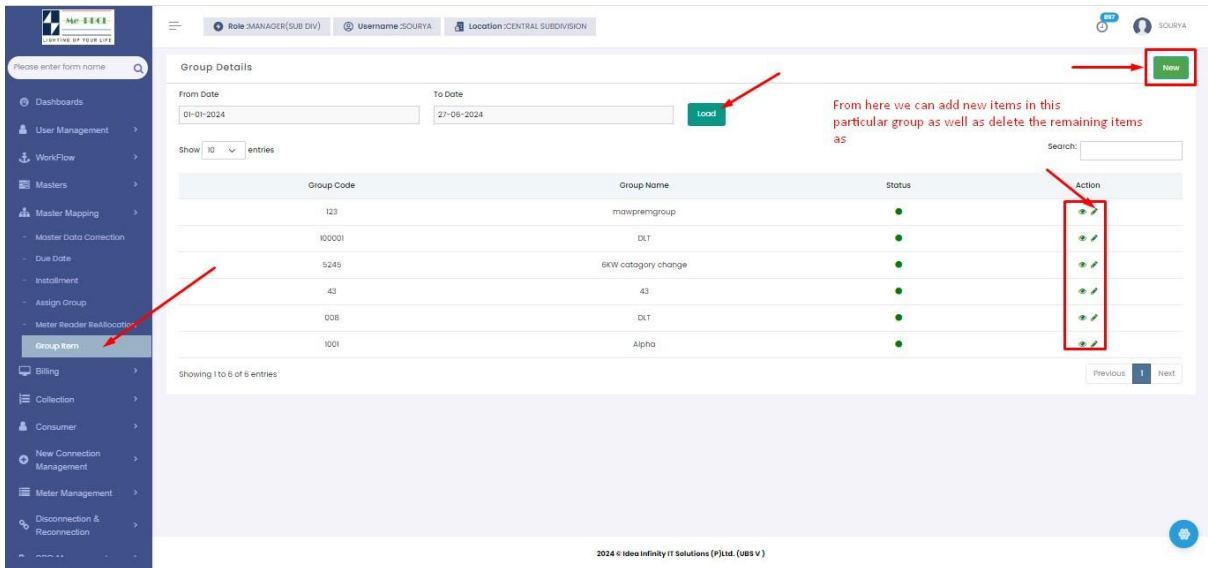 Me-PDCL
LIGHTING UP YOUR LIFE
Role :MANAGER(SUB DIV) Username :SOURYA Location :CENTRAL SUBDIVISION
897
SOURYA
Please enter form name
Dashboards
User Management
WorkFlow
Masters
Master Mapping
- Master Data Correction
- Due Date
- Installment
- Assign Group
- Meter Reader ReAllocation
Group Item
Billing
Collection
Consumer
New Connection
Management
Meter Management
Disconnection &
Reconnection
Group Details
New
From Date To Date
01-01-2024 27-06-2024 Load
From here we can add new items in this
particular group as well as delete the remaining items
as
Show 10 entries Search:
Group Code Group Name Status Action
123 mawpremgroup
100001 DLT
5245 6KW catagory change
43 43
008 DLT
1001 Alpha
Showing 1 to 6 of 6 entries Previous 1 Next
2024 © Idea Infinity IT Solutions (P)Ltd. (UBS V )